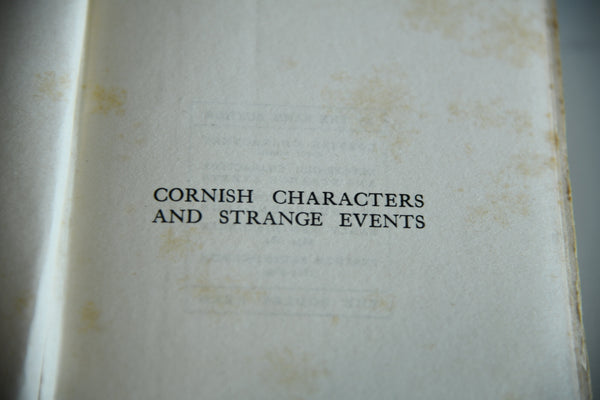 CORNISH CHARACTERS
AND STRANGE EVENTS